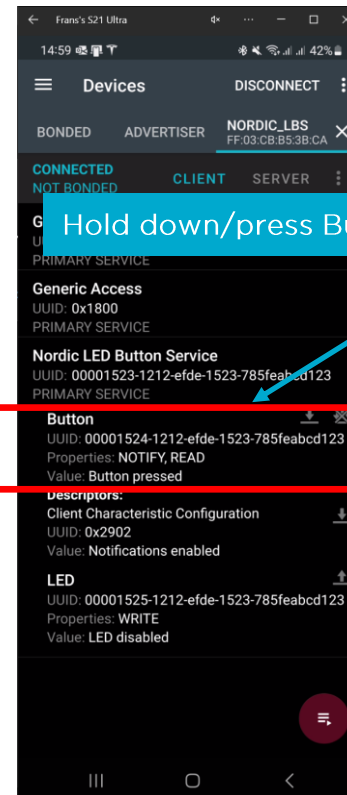 Frans's S21 Ultra
14:59 42%
Devices DISCONNECT
BONDED ADVERTISER NORDIC_LBS
FF:03:CB:B5:3B:CA
CONNECTED
NOT BONDED CLIENT SERVER
Hold down/press Bu
PRIMARY SERVICE
Generic Access
UUID: 0x1800
PRIMARY SERVICE
Nordic LED Button Service
UUID: 00001523-1212-efde-1523-785feabcd123
PRIMARY SERVICE
Button
UUID: 00001524-1212-efde-1523-785feabcd123
Properties: NOTIFY, READ
Value: Button pressed
Descriptors:
Client Characteristic Configuration
UUID: 0x2902
Value: Notifications enabled
LED
UUID: 00001525-1212-efde-1523-785feabcd123
Properties: WRITE
Value: LED disabled